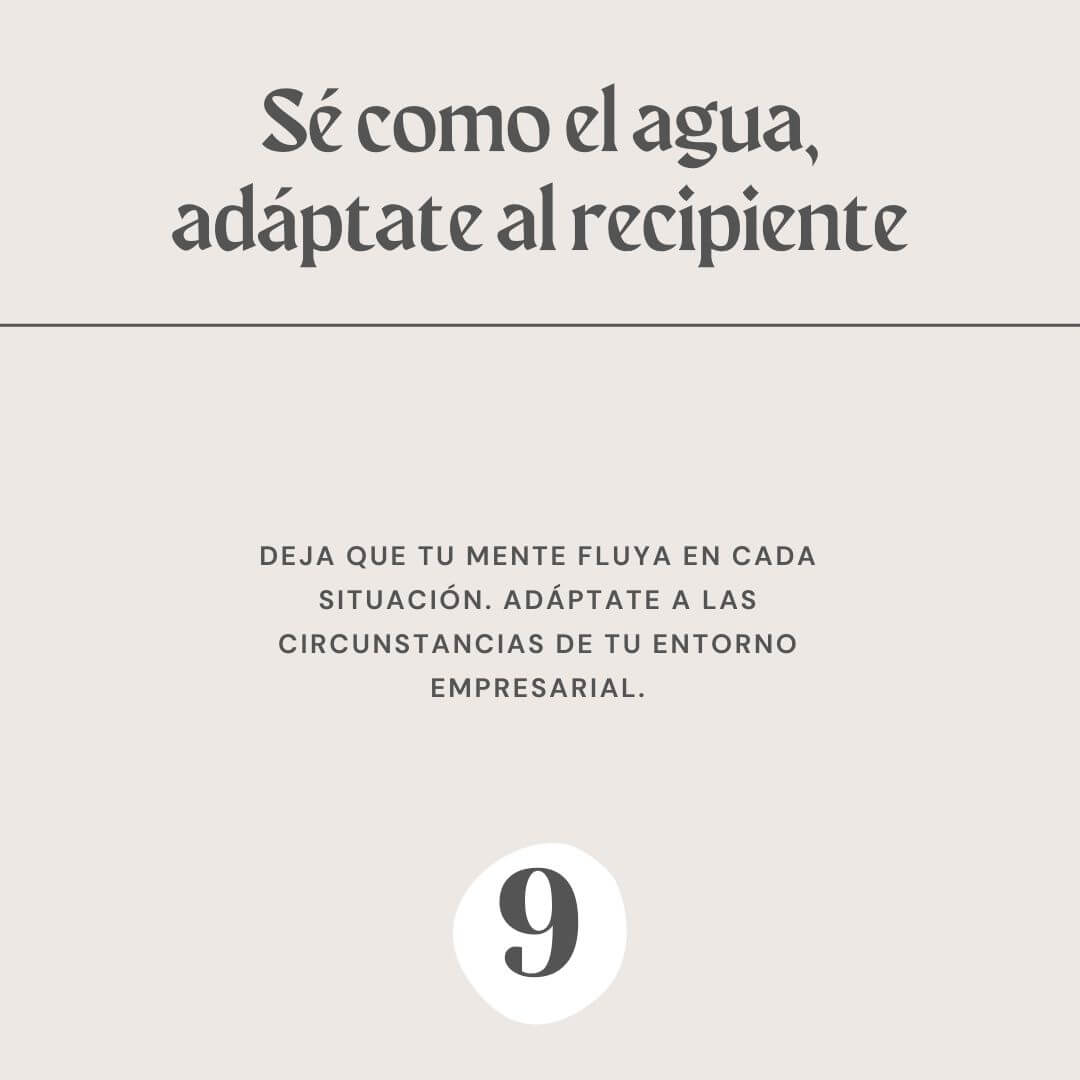 Sé como el agua,
adáptate al recipiente
DEJA QUE TU MENTE FLUYA EN CADA
SITUACIÓN. ADÁPTATE A LAS
CIRCUNSTANCIAS DE TU ENTORNO
EMPRESARIAL.
9